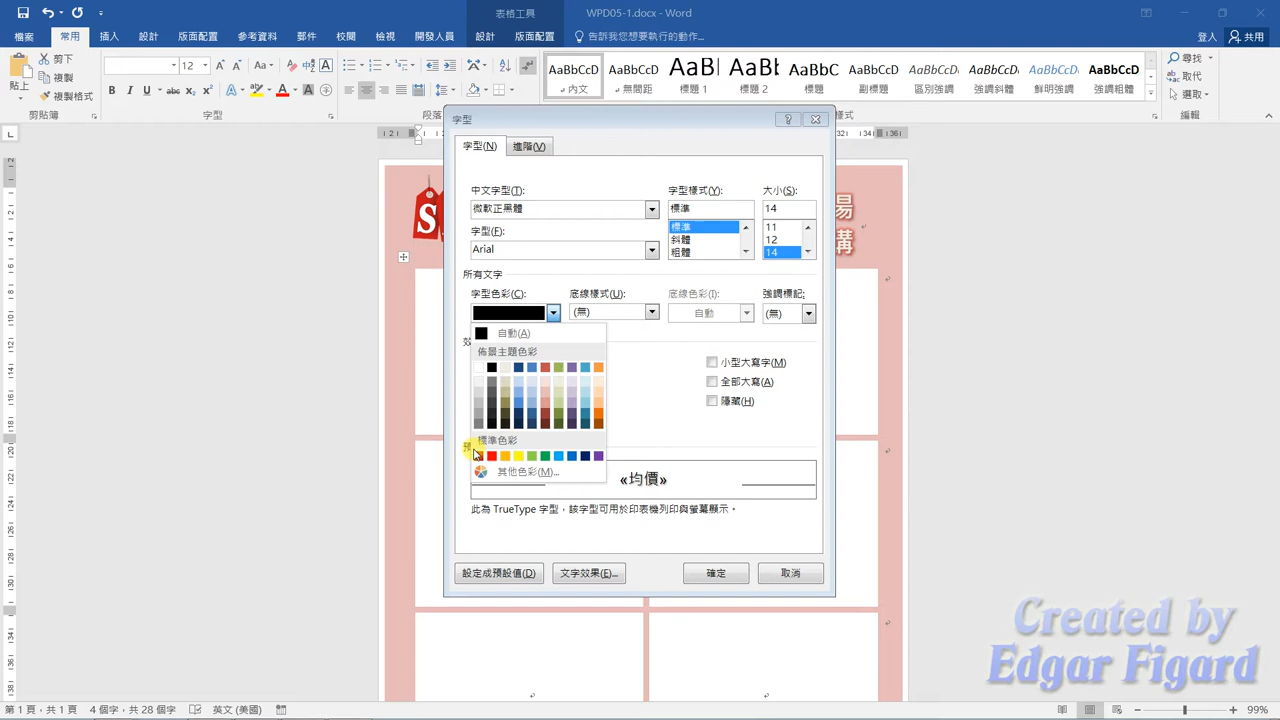 表格工具
WPD05-1.docx - Word
檔案 常用 插入 設計 版面配置 參考資料 郵件 校閱 檢視 開發人員 設計 版面配置 告訴我您想要執行的動作... 登入 共用
貼上
剪下
複製
複製格式
剪貼簿
12
字型
段落
AaBbCcD 內文
AaBbCcD 無間距
AaBb 標題 1
AaBb 標題 2
AaBbC 標題
AaBbCcD 副標題
AaBbCcD 區別強調
AaBbCcD 強調斜體
AaBbCcD 鮮明強調
AaBbCcD 強調粗體
樣式
尋找
取代
選取
編輯
字型
字型(N) 進階(V)
中文字型(T): 字型樣式(Y): 大小(S):
微軟正黑體 標準 14
字型(F): 標準 11
斜體 12
Arial 粗體 14
所有文字
字型色彩(C): 底線樣式(U): 底線色彩(I): 強調標記:
(無) 自動 (無)
自動(A)
佈景主題色彩
小型大寫字(M)
全部大寫(A)
隱藏(H)
標準色彩
其他色彩(M)...
«均價»
此為 TrueType 字型，該字型可用於印表機列印與螢幕顯示。
設定成預設值(D) 文字效果(E)... 確定 取消
S
場
購
Created by
Edgar Figard
第 1 頁，共 1 頁 4 個字，共 28 個字 英文 (美國) 99%